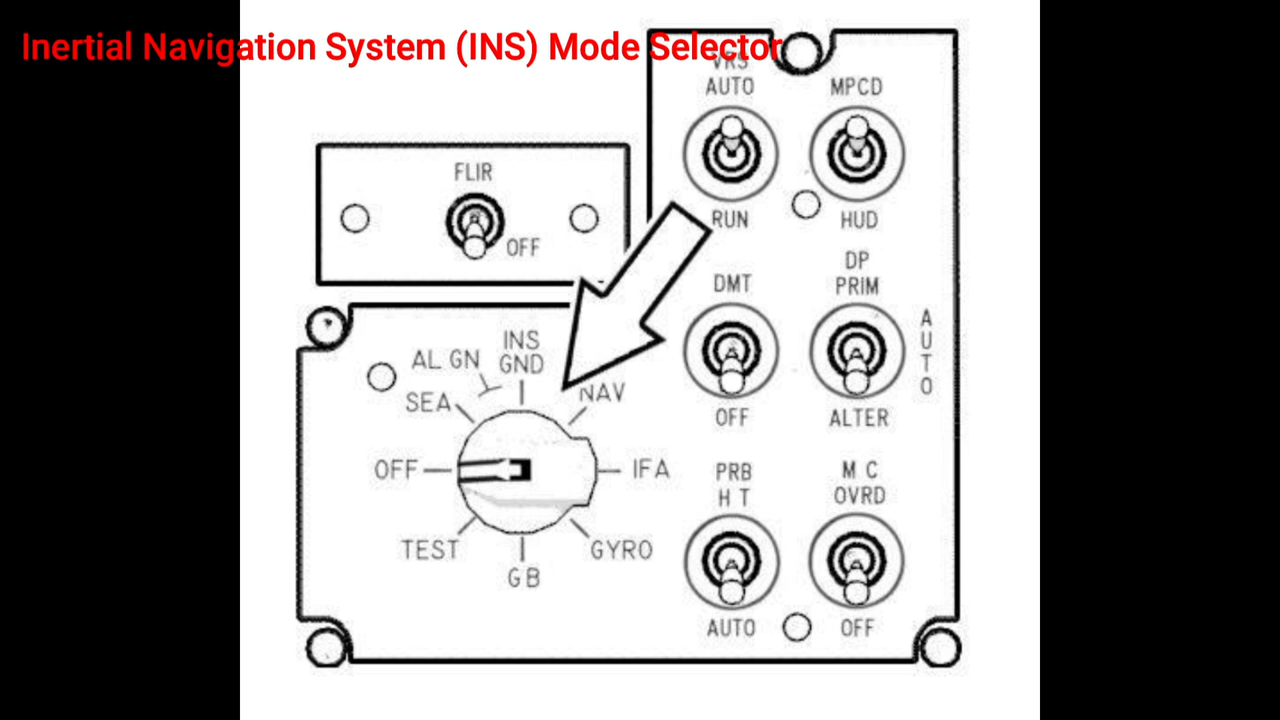 Inertial Navigation System (INS) Mode Selector
VRS
AUTO
MPCD
RUN
HUD
FLIR
OFF
DMT
DP
PRIM
AUTO
OFF
ALTER
INS
GND
AL GN
NAV
SEA
OFF
IFA
TEST
GYRO
GB
PRB
H T
M C
OVRD
AUTO
OFF